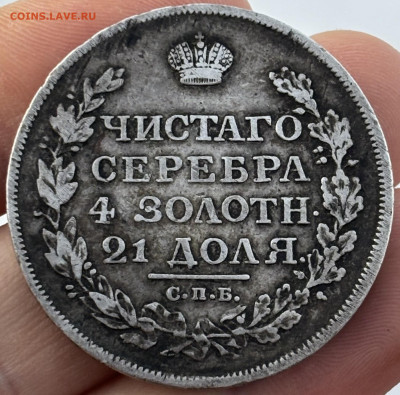 COINS.LAVE.RU
ЧИСТАГО
СЕРЕБРА
4 ЗОЛОТН.
21 ДОЛЯ.
С.П.Б.